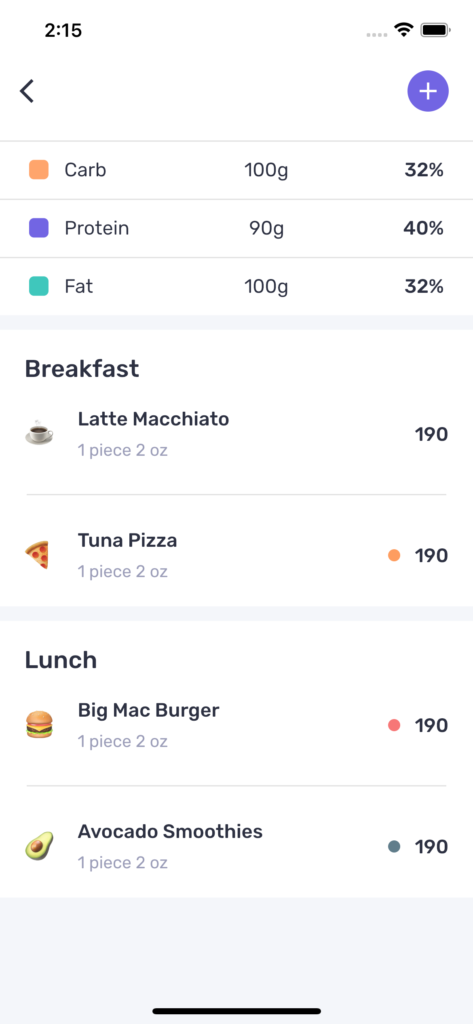 2:15
Carb 100g 32%
Protein 90g 40%
Fat 100g 32%
Breakfast
Latte Macchiato
1 piece 2 oz
190
Tuna Pizza
1 piece 2 oz
190
Lunch
Big Mac Burger
1 piece 2 oz
190
Avocado Smoothies
1 piece 2 oz
190